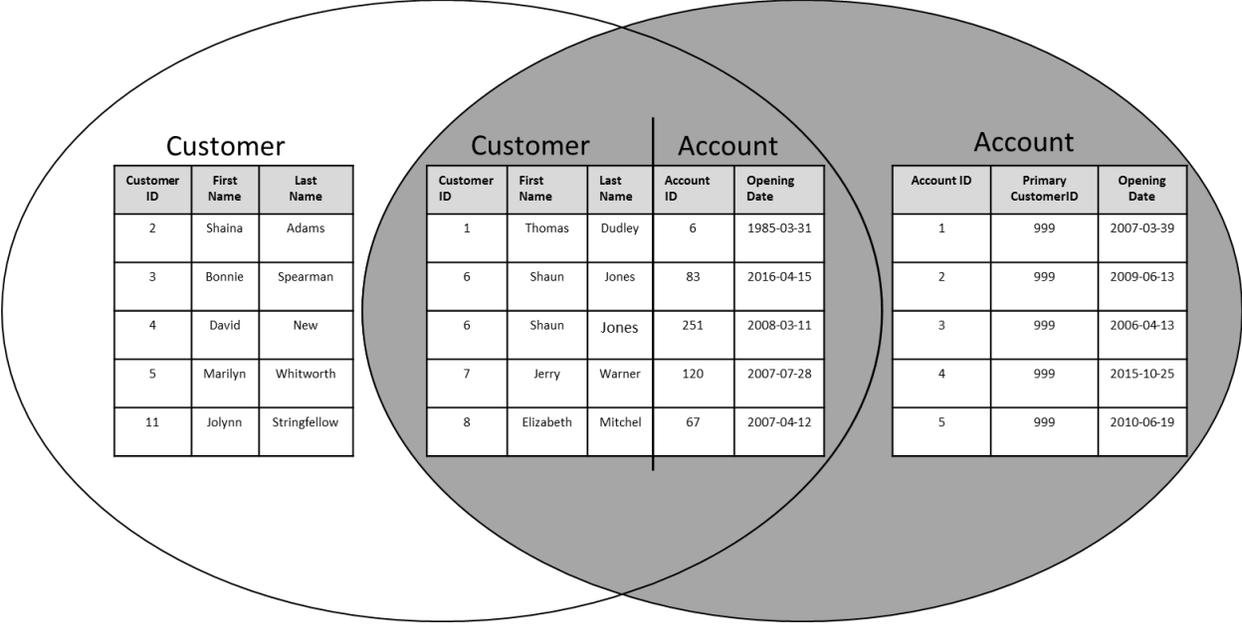 Customer Customer Account Account
Customer ID First Name Last Name Customer ID First Name Last Name Account ID Opening Date Account ID Primary CustomerID Opening Date
2 Shaina Adams 1 Thomas Dudley 6 1985-03-31 1 999 2007-03-39
3 Bonnie Spearman 6 Shaun Jones 83 2016-04-15 2 999 2009-06-13
4 David New 6 Shaun Jones 251 2008-03-11 3 999 2006-04-13
5 Marilyn Whitworth 7 Jerry Warner 120 2007-07-28 4 999 2015-10-25
11 Jolynn Stringfellow 8 Elizabeth Mitchel 67 2007-04-12 5 999 2010-06-19